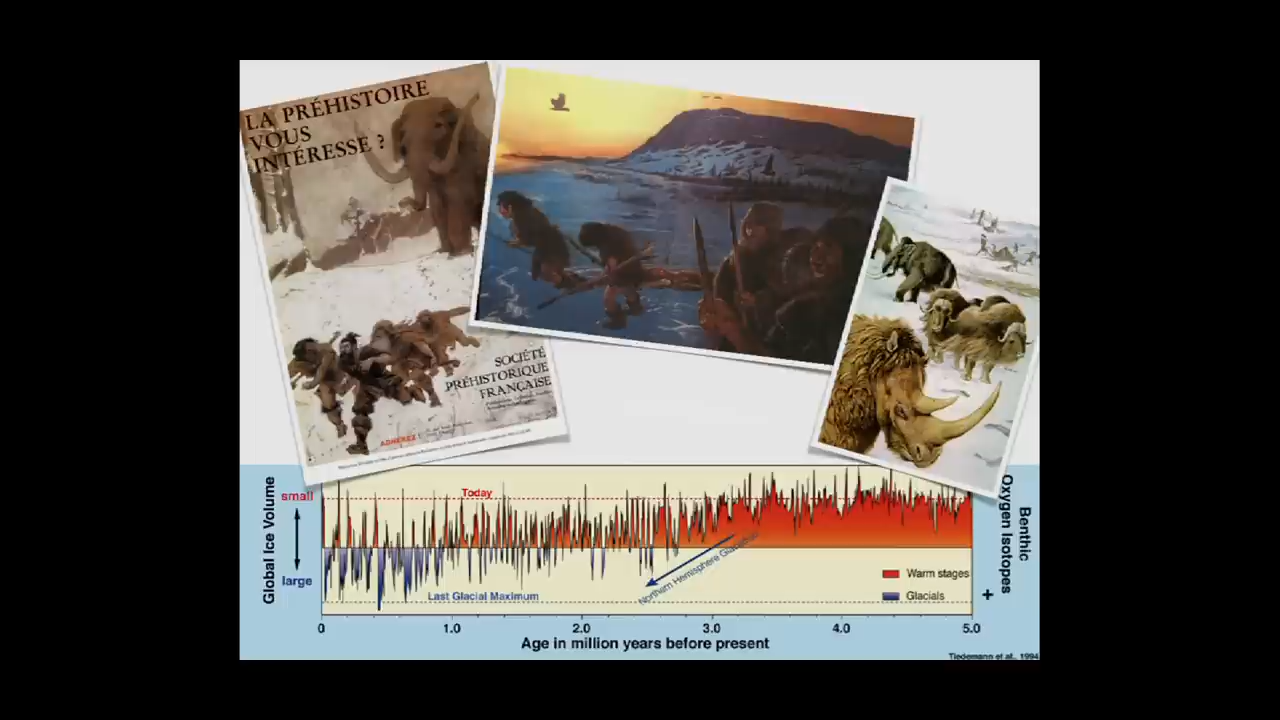 LA PRÉHISTOIRE
VOUS
INTÉRESSE ?
SOCIÉTÉ
PRÉHISTORIQUE
FRANÇAISE
ADHÉREZ
Global Ice Volume
small
large
Today
Last Glacial Maximum
Northern Hemisphere Glaciation
Warm stages
Glacials
Benthic
Oxygen Isotopes
+
0 1.0 2.0 3.0 4.0 5.0
Age in million years before present
Tiedemann et al., 1994